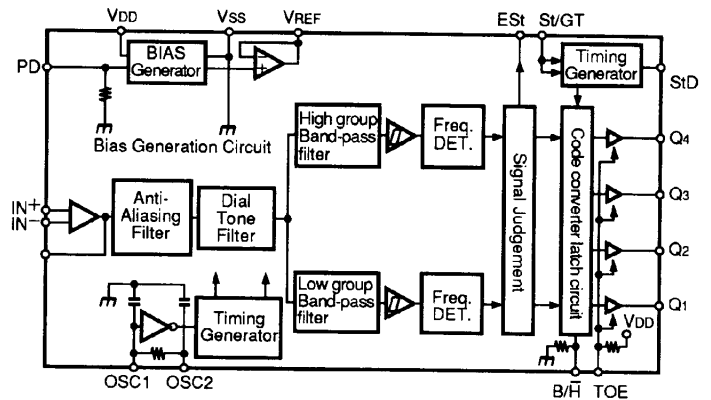 VDD
VSS
VREF
ESt
St/GT
PD
BIAS
Generator
-
+
Timing
Generator
StD
Bias Generation Circuit
High group
Band-pass
filter
Freq.
DET.
Signal Judgement
Code converter
latch circuit
Q4
IN+
IN−
Anti-
Aliasing
Filter
Dial
Tone
Filter
Q3
Q2
Low group
Band-pass
filter
Freq.
DET.
Q1
VDD
Timing
Generator
OSC1
OSC2
B/H̅
TOE